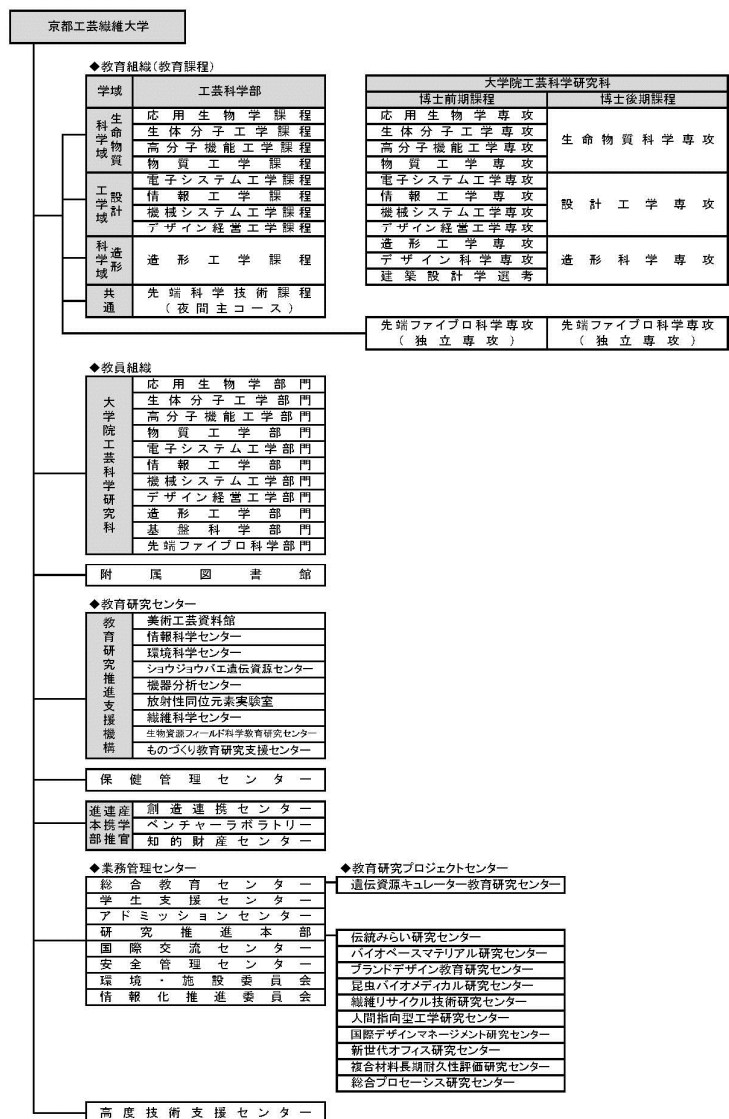 京都工芸繊維大学
◆教育組織(教育課程)
学域 工芸科学部
大学院工芸科学研究科
博士前期課程 博士後期課程
生命物質科学域
応用生物学課程 応用生物学専攻
生体分子工学課程 生体分子工学専攻
高分子機能工学課程 高分子機能工学専攻
物質工学課程 物質工学専攻
生命物質科学専攻
設計工学域
電子システム工学課程 電子システム工学専攻
情報工学課程 情報工学専攻
機械システム工学課程 機械システム工学専攻
デザイン経営工学課程 デザイン経営工学専攻
設計工学専攻
造形科学域
造形工学課程
造形工学専攻
デザイン科学専攻
建築設計学選考
造形科学専攻
共通
先端科学技術課程
(夜間主コース)
先端ファイブロ科学専攻 先端ファイブロ科学専攻
(独立専攻) (独立専攻)
◆教員組織
大学院工芸科学研究科
応用生物学部門
生体分子工学部門
高分子機能工学部門
物質工学部門
電子システム工学部門
情報工学部門
機械システム工学部門
デザイン経営工学部門
造形工学部門
基盤科学部門
先端ファイブロ科学部門
附属図書館
◆教育研究センター
教育研究推進支援機構
美術工芸資料館
情報科学センター
環境科学センター
ショウジョウバエ遺伝資源センター
機器分析センター
放射性同位元素実験室
繊維科学センター
生物資源フィールド科学教育研究センター
ものづくり教育研究支援センター
保健管理センター
産学官連携推進本部
創造連携センター
ベンチャーラボラトリー
知的財産センター
◆業務管理センター ◆教育研究プロジェクトセンター
総合教育センター 遺伝資源キュレーター教育研究センター
学生支援センター
アドミッションセンター
研究推進本部
国際交流センター
安全管理センター
環境・施設委員会
情報化推進委員会
伝統みらい研究センター
バイオベースマテリアル研究センター
ブランドデザイン教育研究センター
昆虫バイオメディカル研究センター
繊維リサイクル技術研究センター
人間指向型工学研究センター
国際デザインマネージメント研究センター
新世代オフィス研究センター
複合材料長期耐久性評価研究センター
総合プロセーシス研究センター
高度技術支援センター